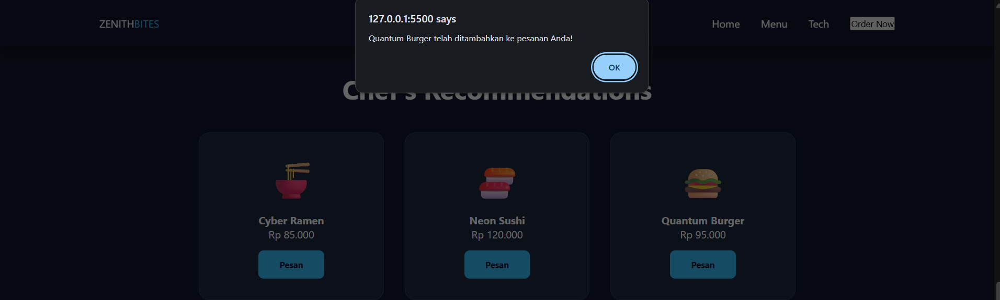 127.0.0.1:5500 says
Quantum Burger telah ditambahkan ke pesanan Anda!
OK
ZENITHBITES
Home
Menu
Tech
Order Now
Chef's Recommendations
Cyber Ramen
Rp 85.000
Pesan
Neon Sushi
Rp 120.000
Pesan
Quantum Burger
Rp 95.000
Pesan